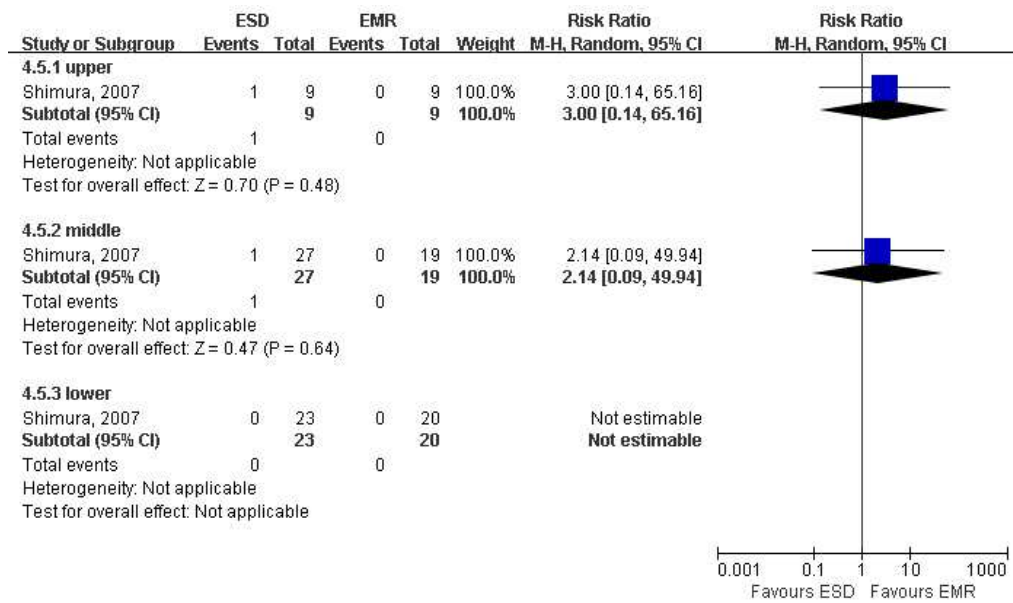 ESD EMR Risk Ratio Risk Ratio
Study or Subgroup Events Total Events Total Weight M-H, Random, 95% CI M-H, Random, 95% CI
4.5.1 upper
Shimura, 2007 1 9 0 9 100.0% 3.00 [0.14, 65.16]
Subtotal (95% CI) 9 9 100.0% 3.00 [0.14, 65.16]
Total events 1 0
Heterogeneity: Not applicable
Test for overall effect: Z = 0.70 (P = 0.48)
4.5.2 middle
Shimura, 2007 1 27 0 19 100.0% 2.14 [0.09, 49.94]
Subtotal (95% CI) 27 19 100.0% 2.14 [0.09, 49.94]
Total events 1 0
Heterogeneity: Not applicable
Test for overall effect: Z = 0.47 (P = 0.64)
4.5.3 lower
Shimura, 2007 0 23 0 20 Not estimable
Subtotal (95% CI) 23 20 Not estimable
Total events 0 0
Heterogeneity: Not applicable
Test for overall effect: Not applicable
0.001 0.1 1 10 1000
Favours ESD Favours EMR